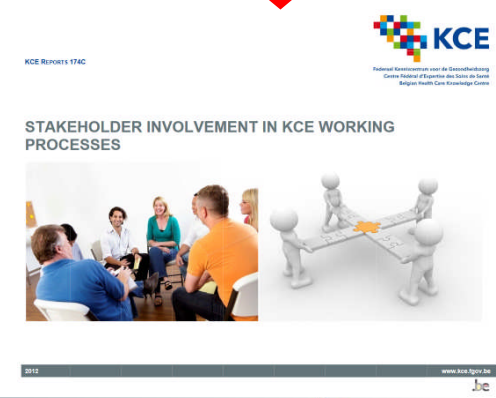 KCE
Federaal Kenniscentrum voor de Gezondheidszorg
Centre Fédéral d'Expertise des Soins de Santé
Belgian Health Care Knowledge Centre
KCE REPORTS 174C
STAKEHOLDER INVOLVEMENT IN KCE WORKING
PROCESSES
2012
www.kce.fgov.be
.be